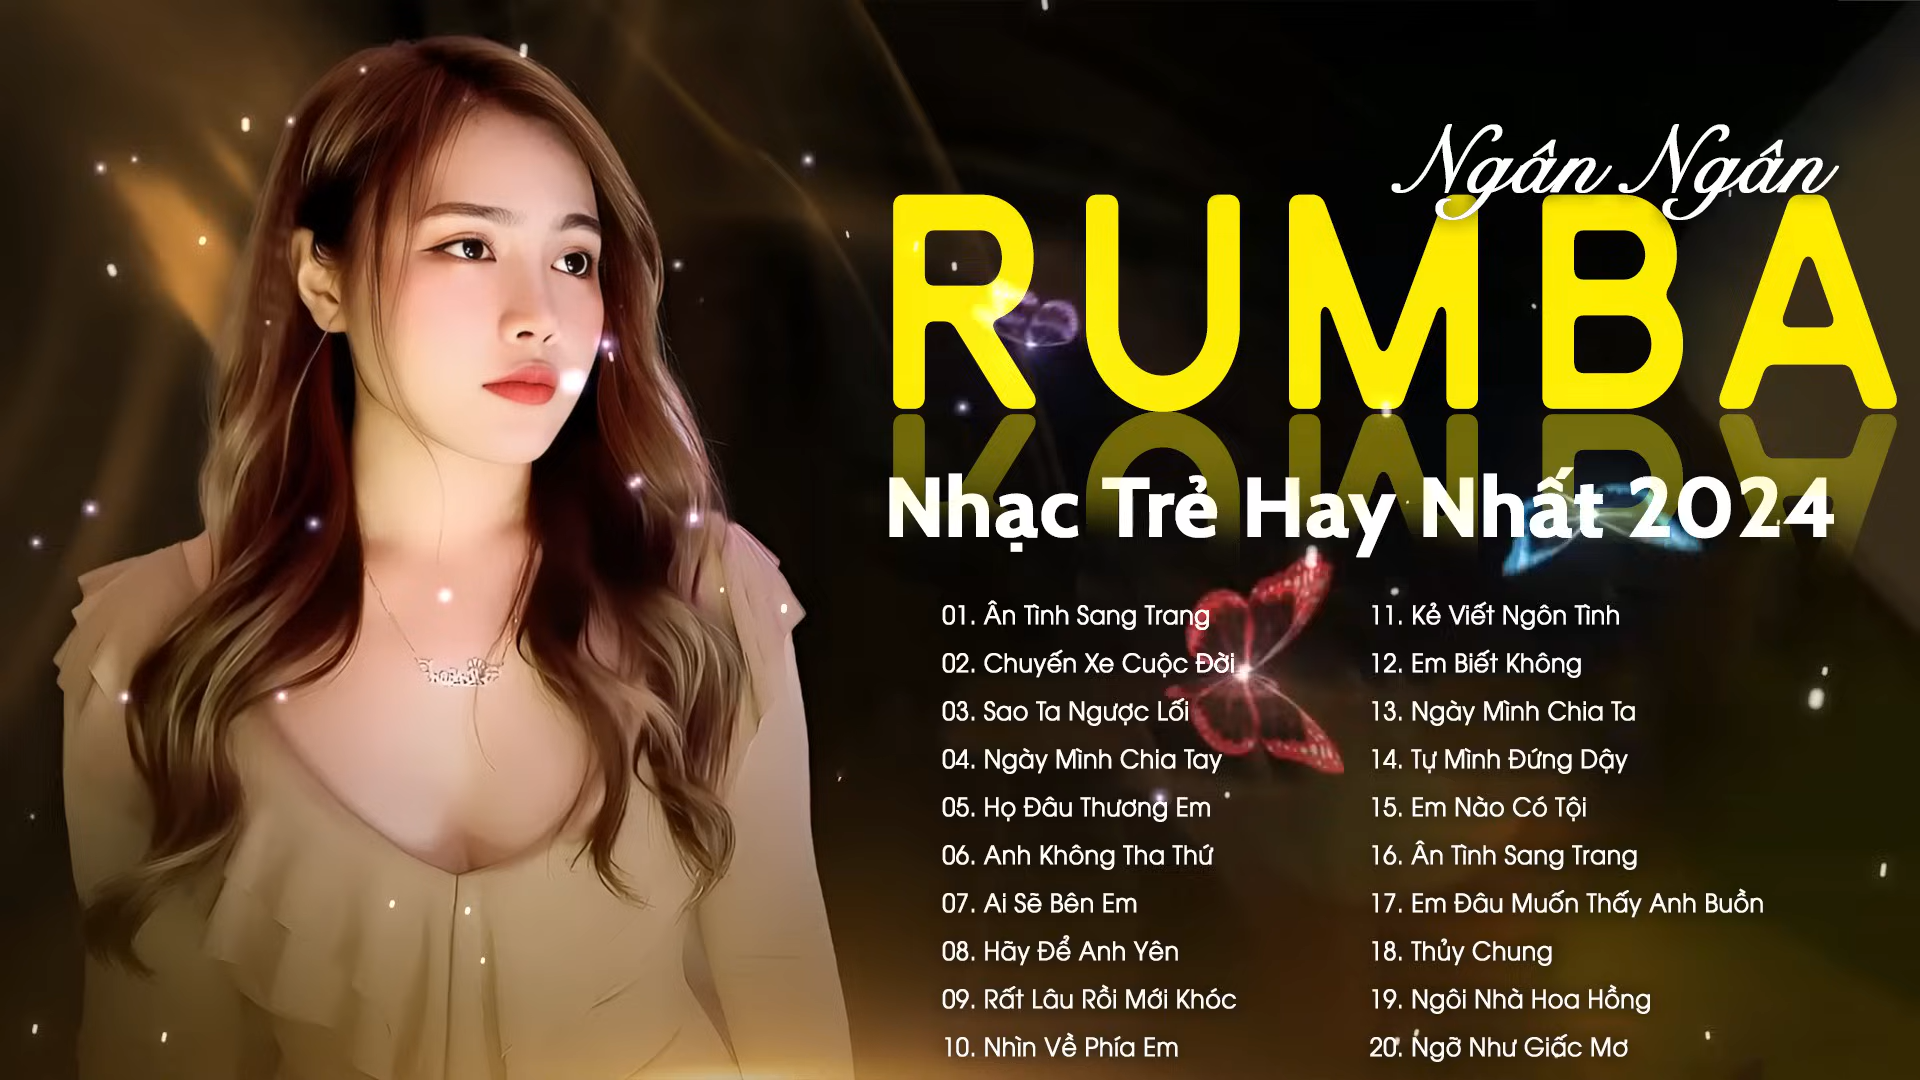 Ngân Ngân
RUMBA
Nhạc Trẻ Hay Nhất 2024
01. Ân Tình Sang Trang
02. Chuyến Xe Cuộc Đời
03. Sao Ta Ngược Lối
04. Ngày Mình Chia Tay
05. Họ Đâu Thương Em
06. Anh Không Tha Thứ
07. Ai Sẽ Bên Em
08. Hãy Để Anh Yên
09. Rất Lâu Rồi Mới Khóc
10. Nhìn Về Phía Em
11. Kẻ Viết Ngôn Tình
12. Em Biết Không
13. Ngày Mình Chia Ta
14. Tự Mình Đứng Dậy
15. Em Nào Có Tội
16. Ân Tình Sang Trang
17. Em Đâu Muốn Thấy Anh Buồn
18. Thủy Chung
19. Ngôi Nhà Hoa Hồng
20. Ngỡ Như Giấc Mơ